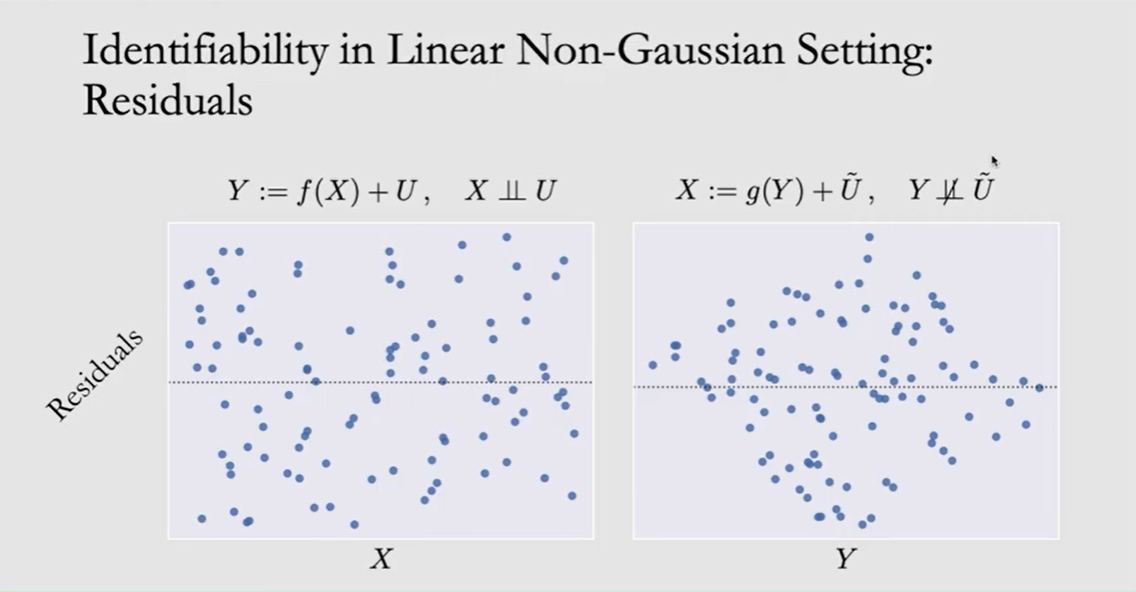 Identifiability in Linear Non-Gaussian Setting:
Residuals
Y := f(X) + U ,    X ⫫ U
X := g(Y) + Ũ ,    Y ⫫̸ Ũ
Residuals
X
Y